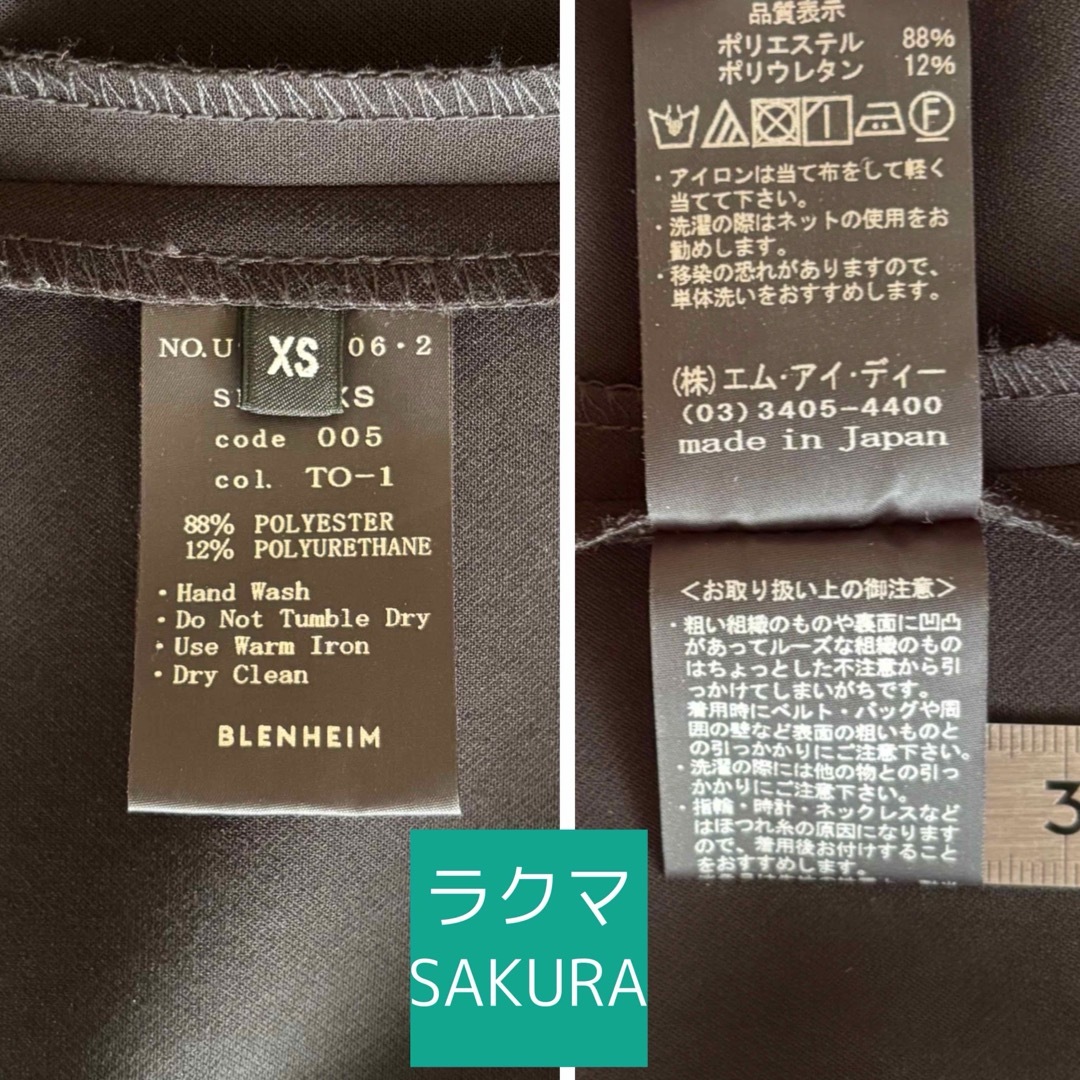 NO.U
06・2
XS
XS
code 005
col. TO-1
88% POLYESTER
12% POLYURETHANE
・Hand Wash
・Do Not Tumble Dry
・Use Warm Iron
・Dry Clean
BLENHEIM
品質表示
ポリエステル 88%
ポリウレタン 12%
F
・アイロンは当て布をして軽く
当てて下さい。
・洗濯の際はネットの使用をお
勧めします。
・移染の恐れがありますので、
単体洗いをおすすめします。
(株)エム・アイ・ディー
(03)3405-4400
made in Japan
<お取り扱い上の御注意>
・粗い組織のものや裏面に凹凸
があってルーズな組織のもの
はちょっとした不注意から引
っかけてしまいがちです。
着用時にベルト・バッグや周
囲の壁など表面の粗いものと
の引っかかりにご注意下さい。
・洗濯の際には他の物との引っ
かかりにご注意下さい。
・指輪・時計・ネックレスなど
はほつれ糸の原因になります
ので、着用後お付けすること
をおすすめします。
3
ラクマ
SAKURA